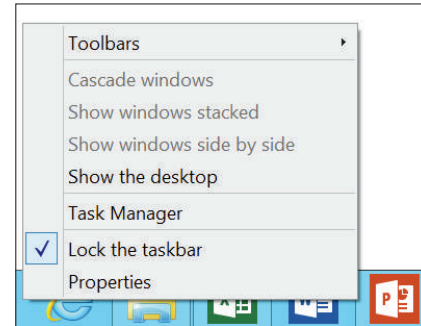 Toolbars
Cascade windows
Show windows stacked
Show windows side by side
Show the desktop
Task Manager
Lock the taskbar
Properties
P